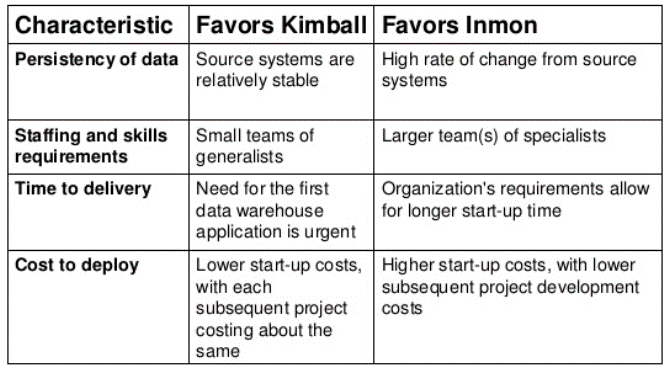 Characteristic Favors Kimball Favors Inmon
Persistency of data
Source systems are
relatively stable
High rate of change from source
systems
Staffing and skills
requirements
Small teams of
generalists
Larger team(s) of specialists
Time to delivery
Need for the first
data warehouse
application is urgent
Organization's requirements allow
for longer start-up time
Cost to deploy
Lower start-up costs,
with each
subsequent project
costing about the
same
Higher start-up costs, with lower
subsequent project development
costs